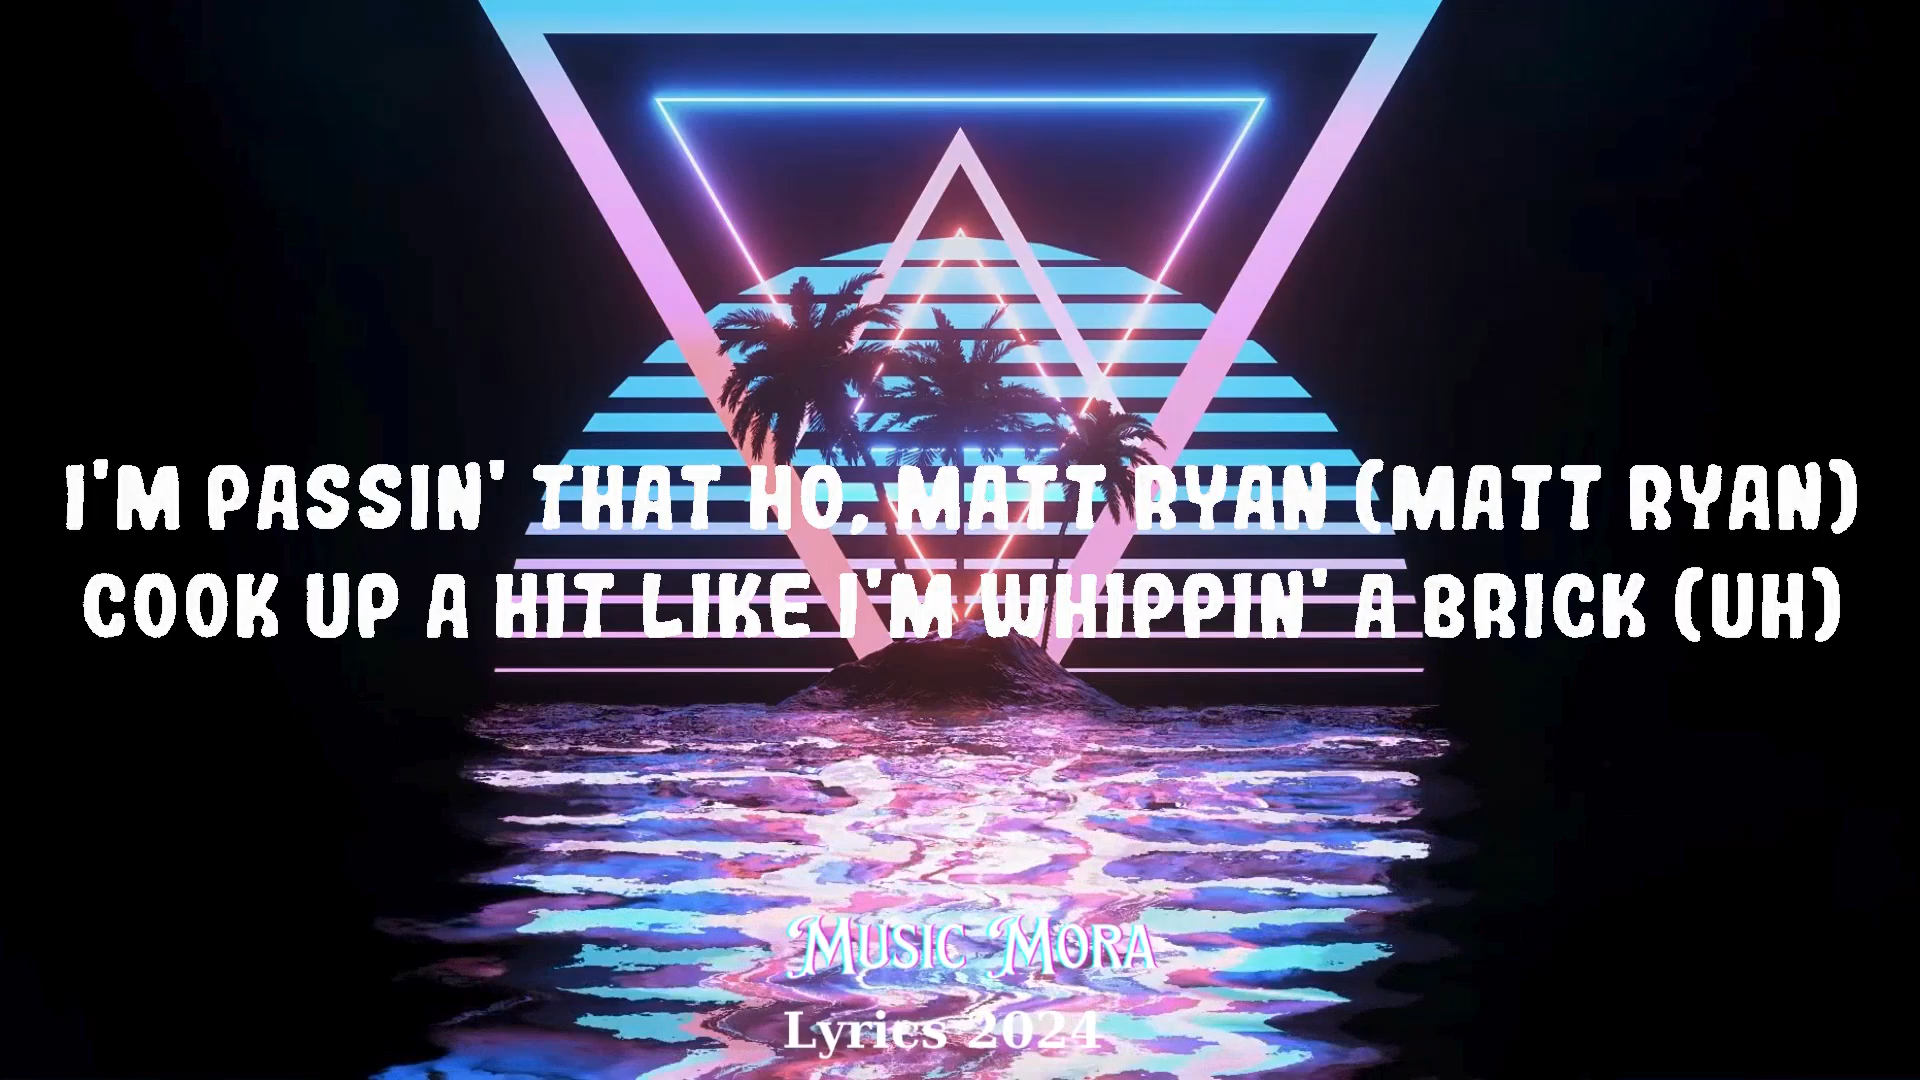 I'M PASSIN' THAT HO, MATT RYAN (MATT RYAN)
COOK UP A HIT LIKE I'M WHIPPIN' A BRICK (UH)
MUSIC MORA
Lyrics 2024